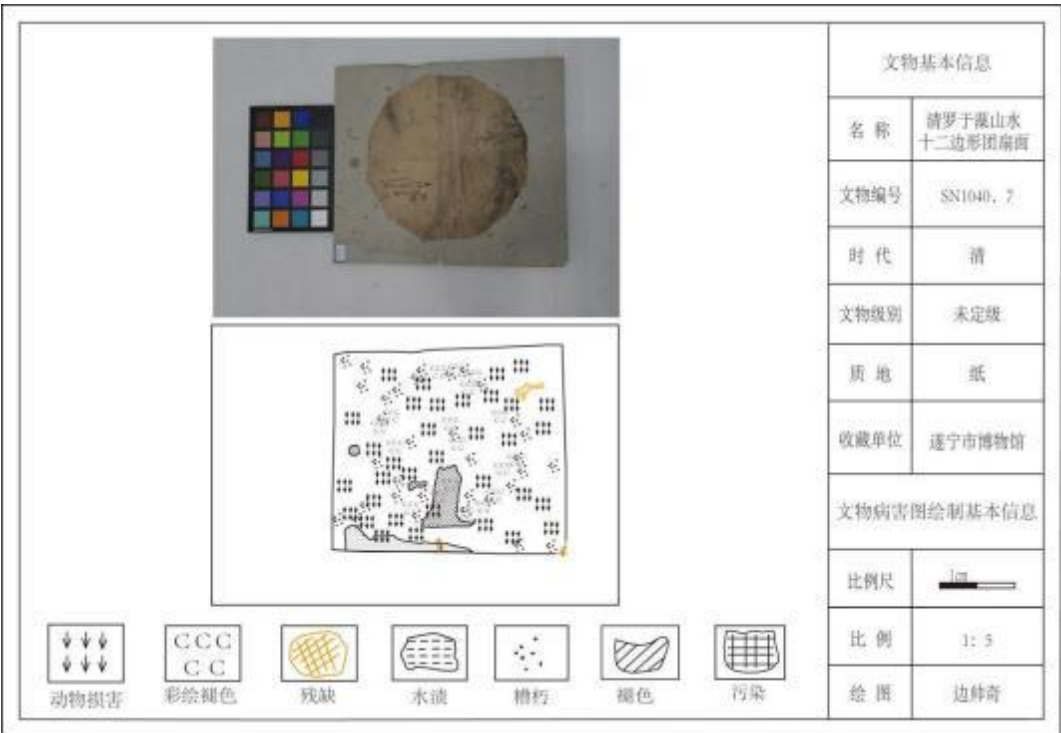 文物基本信息
名 称
清罗于藻山水
十二边形团扇面
文物编号
SN1040. 7
时 代
清
文物级别
未定级
质 地
纸
收藏单位
遂宁市博物馆
文物病害图绘制基本信息
比例尺
比 例
1: 5
绘 图
边帅奇
动物损害
彩绘褪色
残缺
水渍
糟朽
褪色
污染